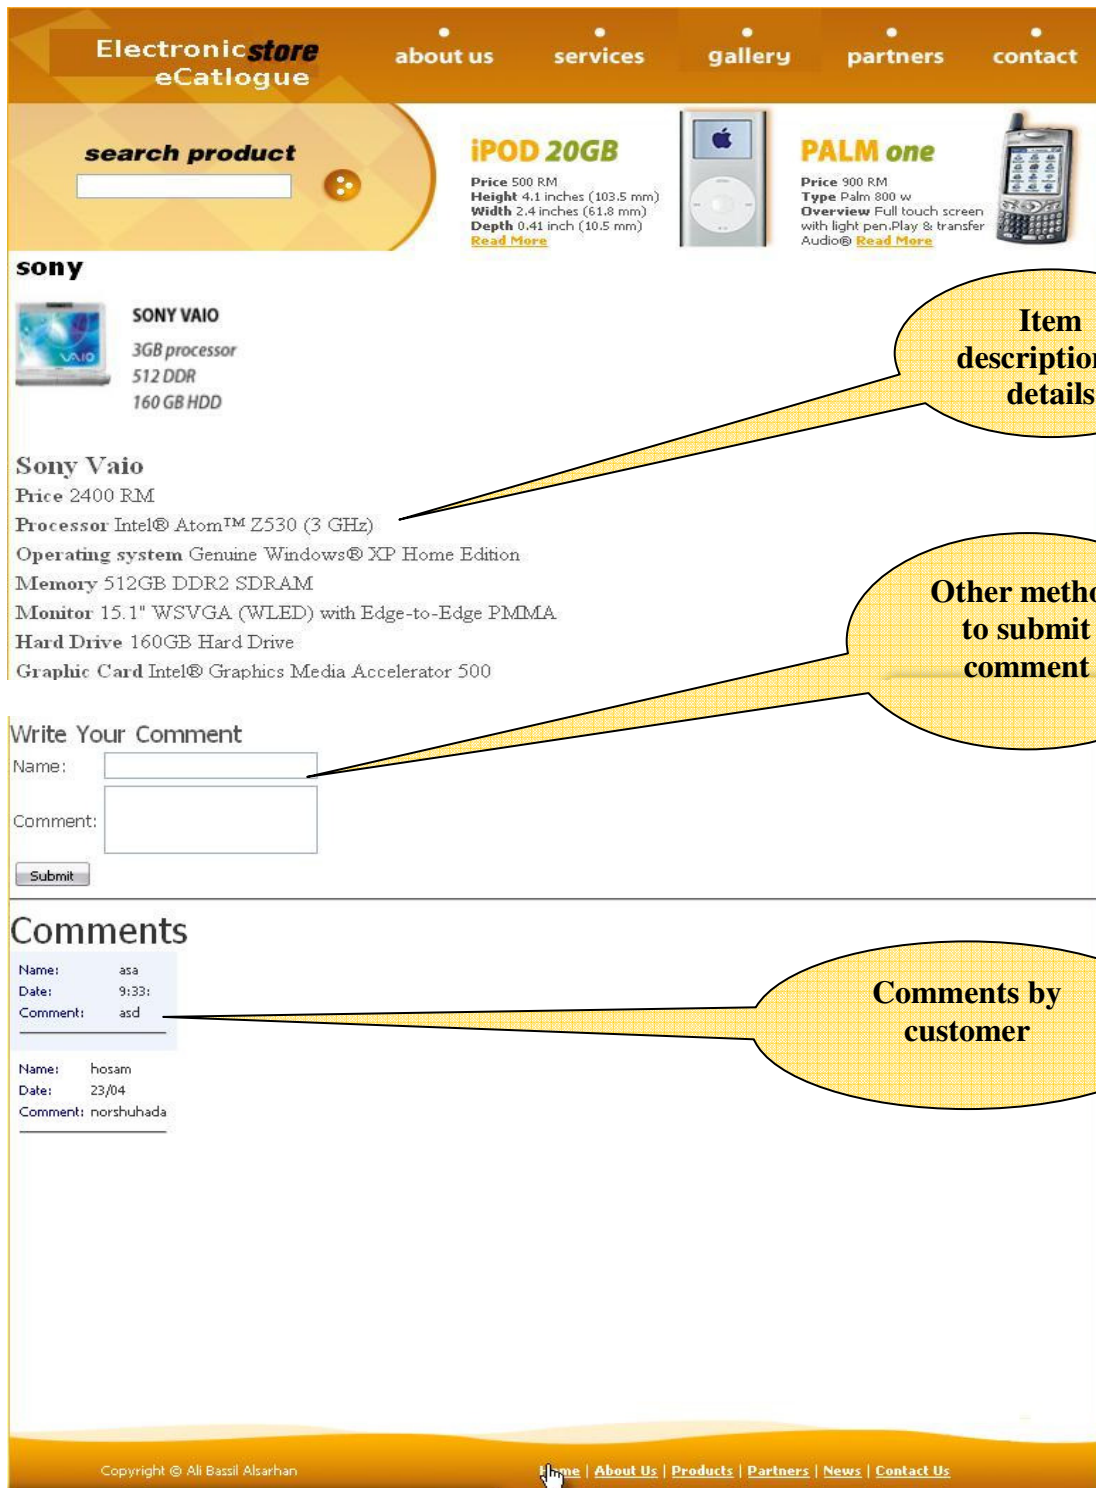 Electronicstore
eCatlogue
about us services gallery partners contact
search product
iPOD 20GB
Price 500 RM
Height 4.1 inches (103.5 mm)
Width 2.4 inches (61.8 mm)
Depth 0.41 inch (10.5 mm)
Read More
PALM one
Price 900 RM
Type Palm 800 w
Overview Full touch screen
with light pen.Play & transfer
Audio® Read More
sony
VAIO
SONY VAIO
3GB processor
512 DDR
160 GB HDD
Item
description
details
Sony Vaio
Price 2400 RM
Processor Intel® Atom™ Z530 (3 GHz)
Operating system Genuine Windows® XP Home Edition
Memory 512GB DDR2 SDRAM
Monitor 15.1" WSVGA (WLED) with Edge-to-Edge PMMA
Hard Drive 160GB Hard Drive
Graphic Card Intel® Graphics Media Accelerator 500
Other metho
to submit
comment
Write Your Comment
Name:
Comment:
Submit
Comments
Name: asa
Date: 9:33:
Comment: asd
Name: hosam
Date: 23/04
Comment: norshuhada
Comments by
customer
Copyright © Ali Bassil Alsarhan
Home | About Us | Products | Partners | News | Contact Us